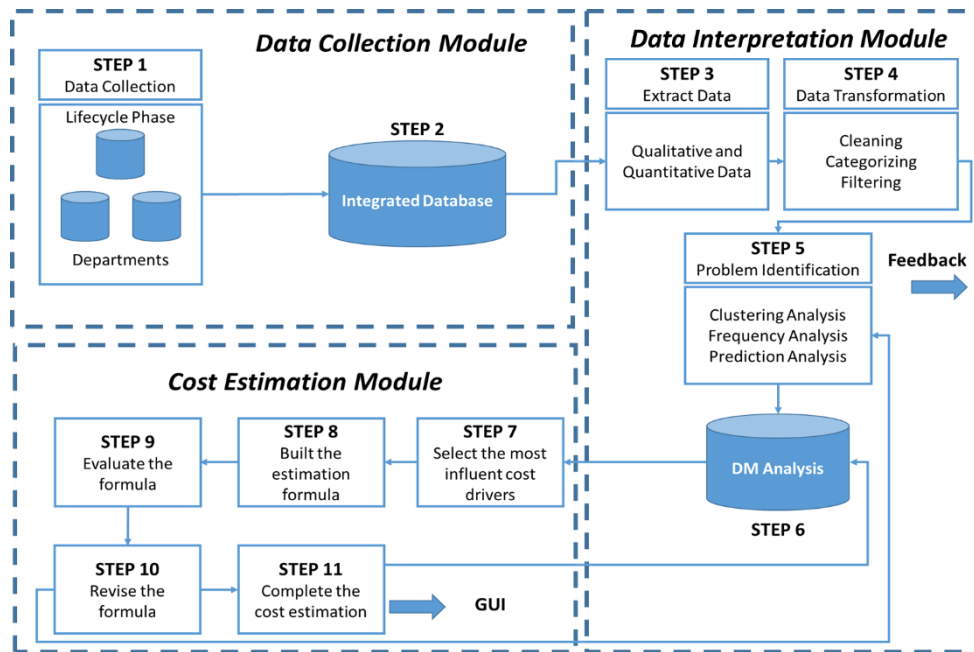 Data Collection Module
STEP 1
Data Collection
Lifecycle Phase
Departments
STEP 2
Integrated Database
Data Interpretation Module
STEP 3
Extract Data
Qualitative and
Quantitative Data
STEP 4
Data Transformation
Cleaning
Categorizing
Filtering
STEP 5
Problem Identification
Clustering Analysis
Frequency Analysis
Prediction Analysis
Feedback
DM Analysis
STEP 6
Cost Estimation Module
STEP 7
Select the most
influent cost
drivers
STEP 8
Built the
estimation
formula
STEP 9
Evaluate the
formula
STEP 10
Revise the
formula
STEP 11
Complete the
cost estimation
GUI